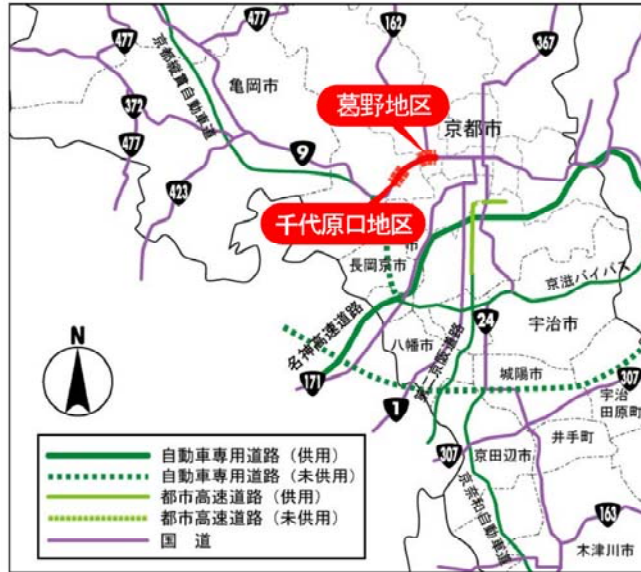 477
477
162
367
京都縦貫自動車道
亀岡市
372
葛野地区
京都市
477
9
423
千代原口地区
市
長岡京市
京滋バイパス
名神高速道路
24
宇治市
八幡市
N
第二京阪道路
171
城陽市
307
1
宇治
田原町
井手町
307
京田辺市
自動車専用道路（供用）
自動車専用道路（未供用）
都市高速道路（供用）
都市高速道路（未供用）
国　道
京奈和自動車道
163
木津川市